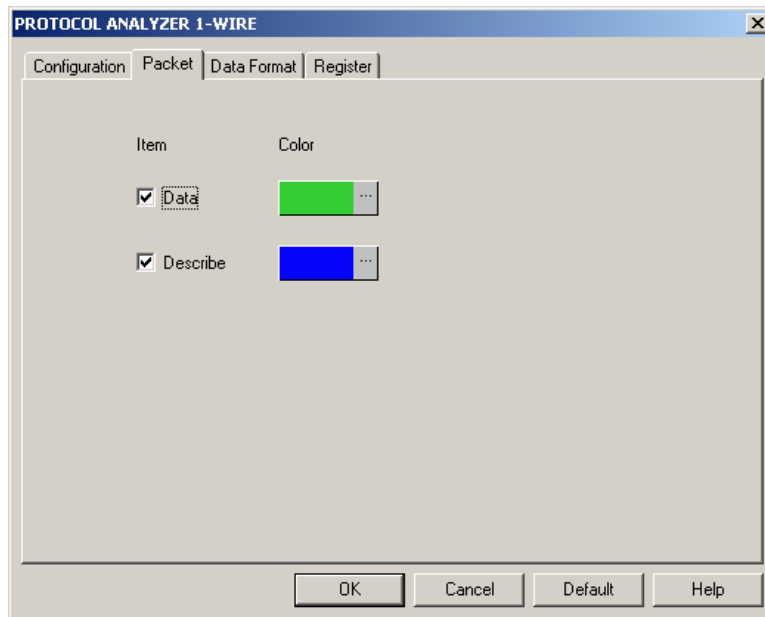 PROTOCOL ANALYZER 1-WIRE
Configuration Packet Data Format Register
Item Color
Data ...
Describe ...
OK Cancel Default Help